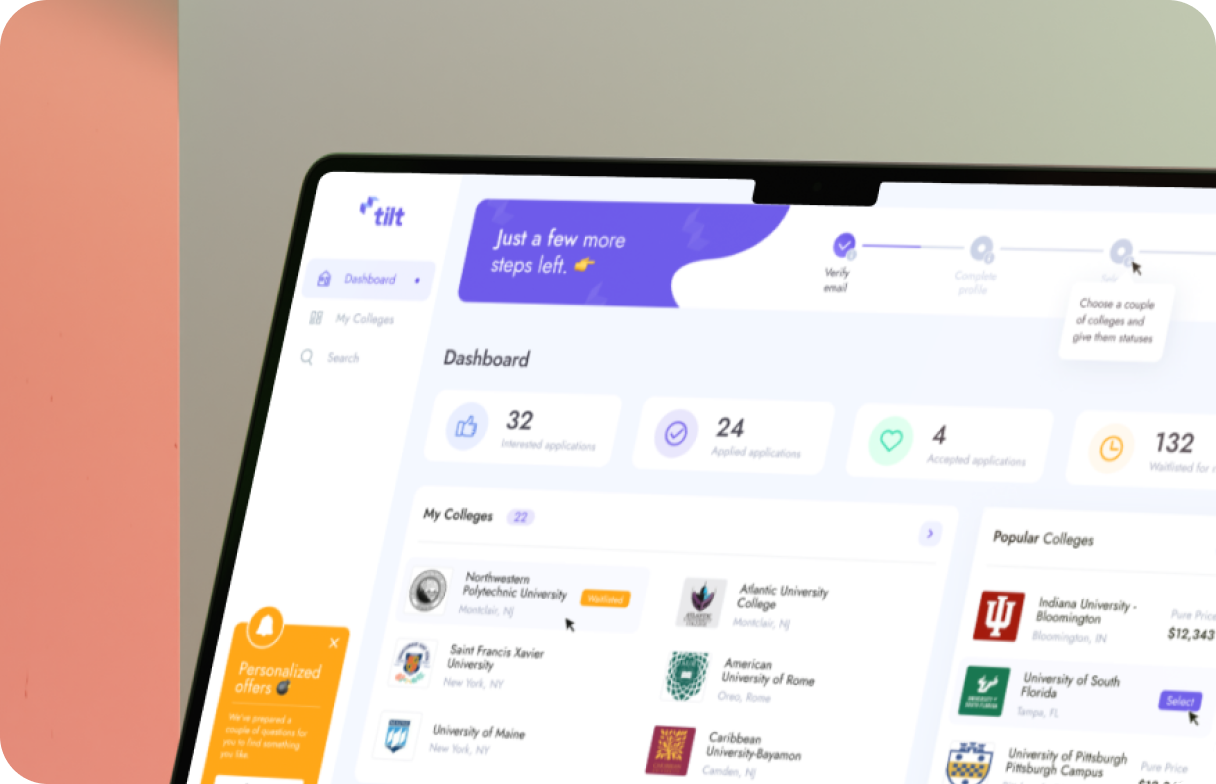 tilt
Dashboard
My Colleges
Search
Just a few more
steps left. 👉
Verify
email
Complete
profile
Choose a couple
of colleges and
give them statuses
Dashboard
32
Interested applications
24
Applied applications
4
Accepted applications
132
Waitlisted for
My Colleges 22
Northwestern
Polytechnic University
Montclair, NJ
Waitlisted
Atlantic University
College
Montclair, NJ
Saint Francis Xavier
University
New York, NY
American
University of Rome
Oreo, Rome
University of Maine
New York, NY
Caribbean
University-Bayamon
Camden, NJ
Popular Colleges
Indiana University -
Bloomington
Bloomington, IN
Pure Price
$12,343
University of South
Florida
Tampa, FL
Select
University of Pittsburgh
Pittsburgh Campus
Pure Price
Personalized
offers 💣
We've prepared a
couple of questions for
you to find something
you like.